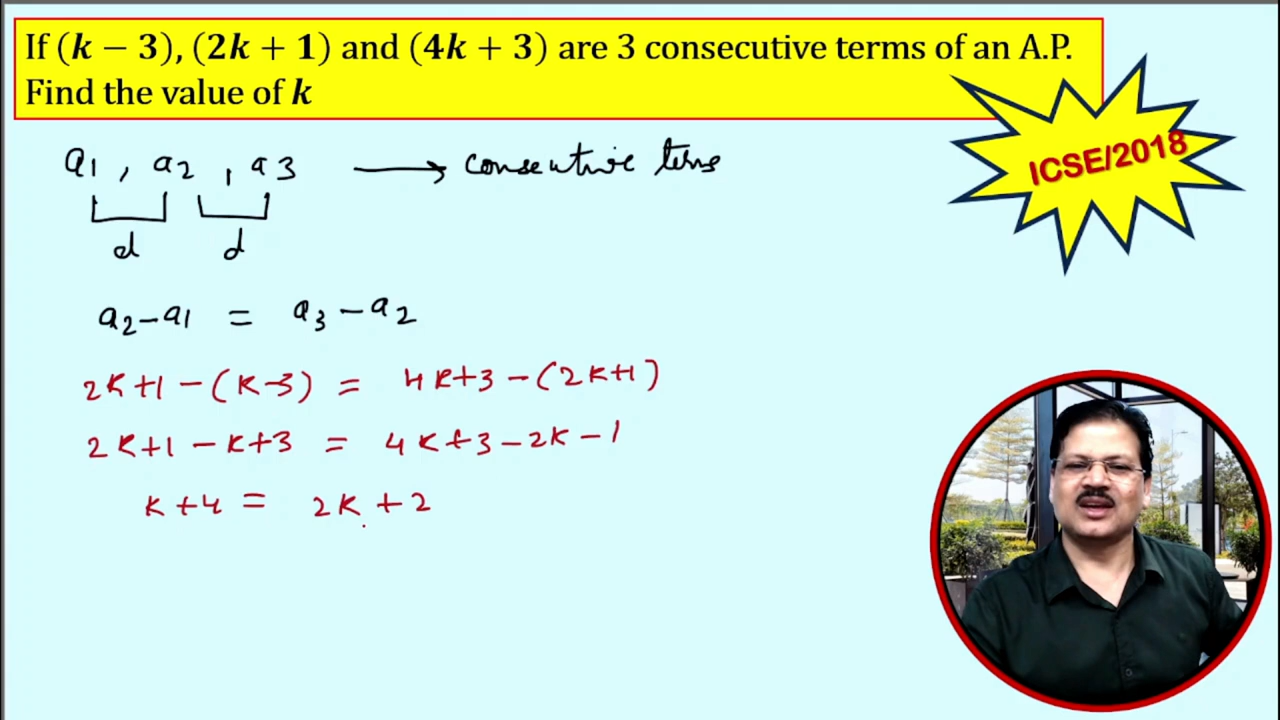 If (k − 3), (2k + 1) and (4k + 3) are 3 consecutive terms of an A.P.
Find the value of k
ICSE/2018
a1 , a2 , a3 ⟶ consecutive terms
d d
a2 − a1 = a3 − a2
2k+1 − (k−3) = 4k+3 − (2k+1)
2k+1 − k+3 = 4k+3 − 2k − 1
k+4 = 2k + 2